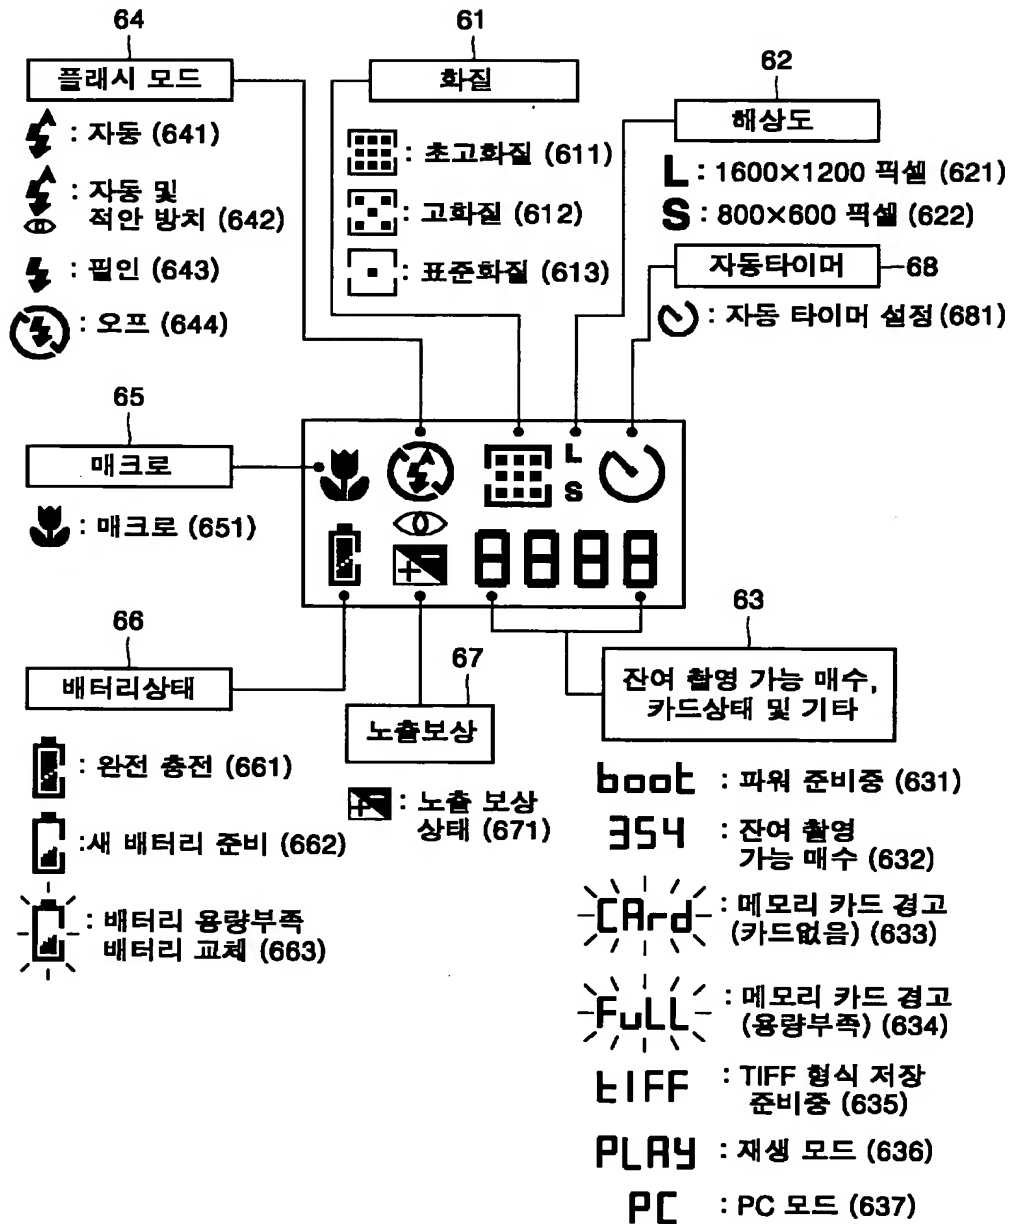 64
플래시 모드
: 자동 (641)
: 자동 및
적안 방치 (642)
: 필인 (643)
: 오프 (644)
61
화질
: 초고화질 (611)
: 고화질 (612)
: 표준화질 (613)
62
해상도
L : 1600×1200 픽셀 (621)
S : 800×600 픽셀 (622)
자동타이머
68
: 자동 타이머 설정 (681)
65
매크로
: 매크로 (651)
L
S
8888
66
배터리상태
: 완전 충전 (661)
:새 배터리 준비 (662)
: 배터리 용량부족
배터리 교체 (663)
67
노출보상
: 노출 보상
상태 (671)
63
잔여 촬영 가능 매수,
카드상태 및 기타
boot : 파워 준비중 (631)
354 : 잔여 촬영
가능 매수 (632)
CArd : 메모리 카드 경고
(카드없음) (633)
FuLL : 메모리 카드 경고
(용량부족) (634)
tIFF : TIFF 형식 저장
준비중 (635)
PLAY : 재생 모드 (636)
PC : PC 모드 (637)